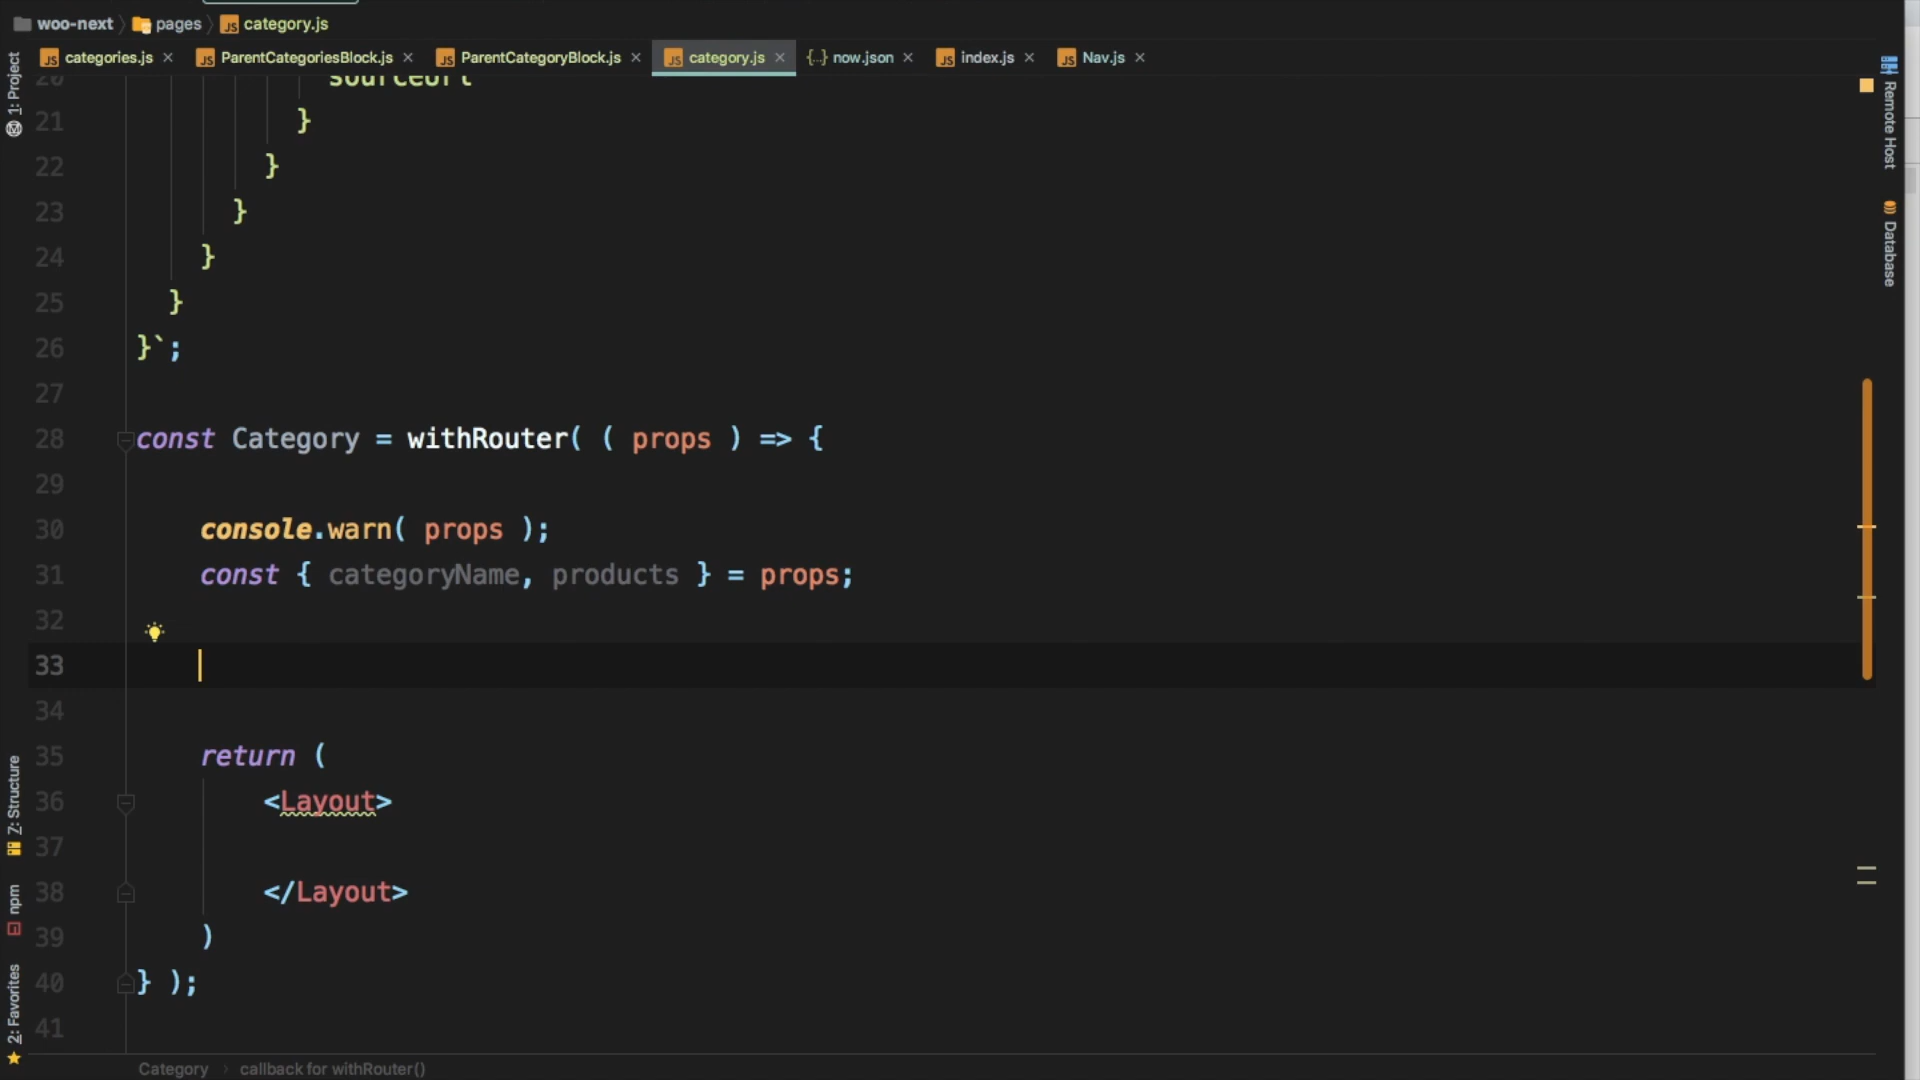 woo-next
pages
category.js
categories.js
ParentCategoriesBlock.js
ParentCategoryBlock.js
category.js
now.json
index.js
Nav.js
1: Project
Remote Host
Database
20 sourceUrl
21 }
22 }
23 }
24 }
25 }
26 }`;
27
28 const Category = withRouter( ( props ) => {
29
30 console.warn( props );
31 const { categoryName, products } = props;
32
33
34
35 return (
36 <Layout>
37
38 </Layout>
39 )
40 } );
41
Z: Structure
npm
2: Favorites
Category › callback for withRouter()